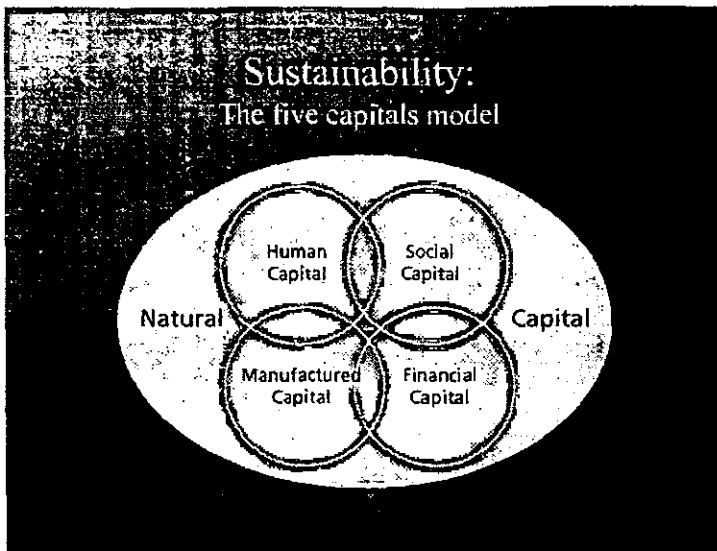 Sustainability:
The five capitals model
Human
Capital
Social
Capital
Natural
Capital
Manufactured
Capital
Financial
Capital